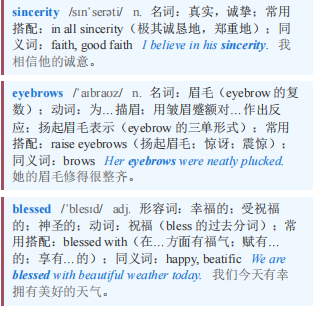 sincerity /sɪnˈserəti/ n. 名词：真实，诚挚；常用
搭配：in all sincerity（极其诚恳地，郑重地）；同
义词：faith, good faith I believe in his sincerity. 我
相信他的诚意。
eyebrows /ˈaɪbraʊz/ n. 名词：眉毛（eyebrow 的复
数）；动词：为…描眉；用皱眉蹙额对…作出反
应；扬起眉毛表示（eyebrow 的三单形式）；常用
搭配：raise eyebrows（扬起眉毛；惊讶；震惊）；
同义词：brows Her eyebrows were neatly plucked.
她的眉毛修得很整齐。
blessed /ˈblesɪd/ adj. 形容词：幸福的；受祝福
的；神圣的；动词：祝福（bless 的过去分词）；常
用搭配：blessed with（在…方面有福气；赋有…
的；享有…的）；同义词：happy, beatific We are
blessed with beautiful weather today. 我们今天有幸
拥有美好的天气。